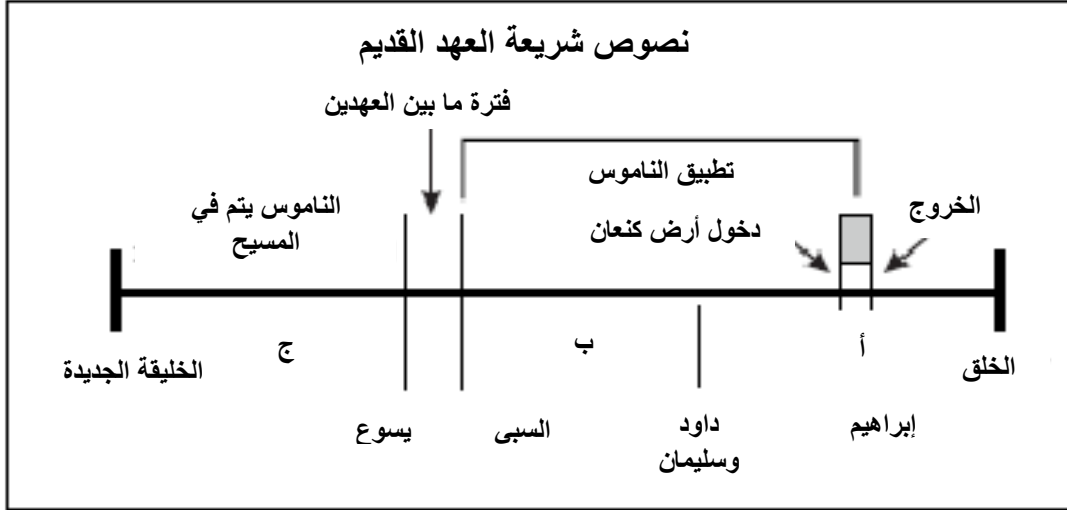 نصوص شريعة العهد القديم
فترة ما بين العهدين
تطبيق الناموس
الخروج
دخول أرض كنعان
الناموس يتم في
المسيح
أ
ب
ج
الخلق
الخليقة الجديدة
إبراهيم
داود
وسليمان
السبى
يسوع